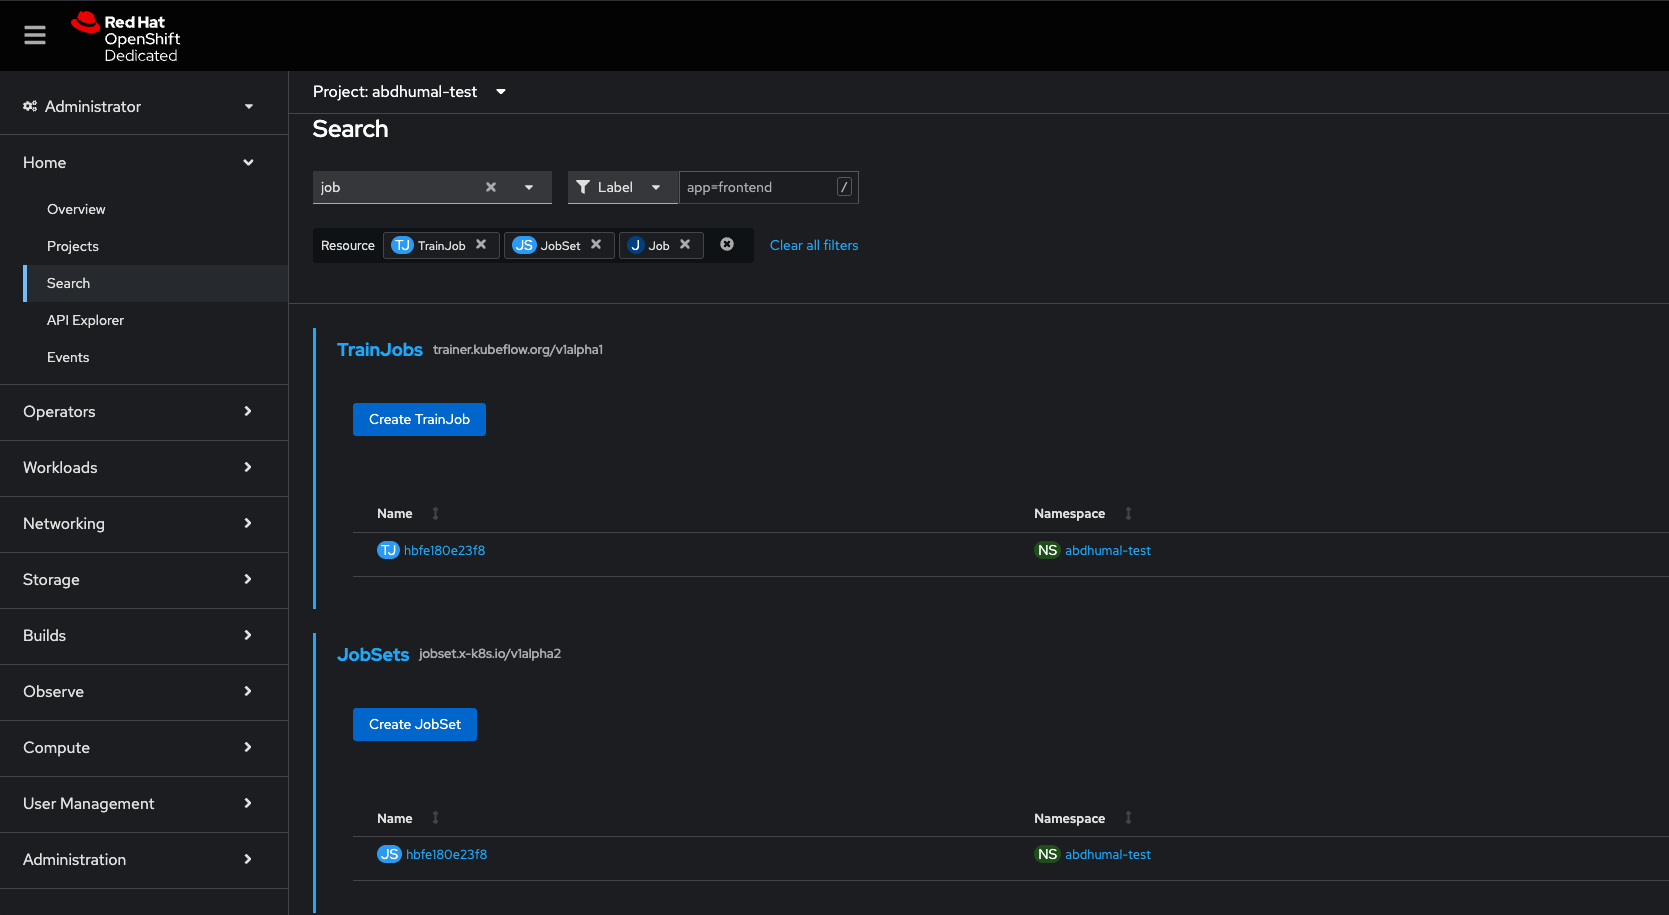 Red Hat
OpenShift
Dedicated
Administrator
Home
Overview
Projects
Search
API Explorer
Events
Operators
Workloads
Networking
Storage
Builds
Observe
Compute
User Management
Administration
Project: abdhumal-test
Search
job
Label
app=frontend
/
Resource TJ TrainJob JS JobSet J Job Clear all filters
TrainJobs trainer.kubeflow.org/v1alpha1
Create TrainJob
Name Namespace
TJ hbfe180e23f8 NS abdhumal-test
JobSets jobset.x-k8s.io/v1alpha2
Create JobSet
Name Namespace
JS hbfe180e23f8 NS abdhumal-test